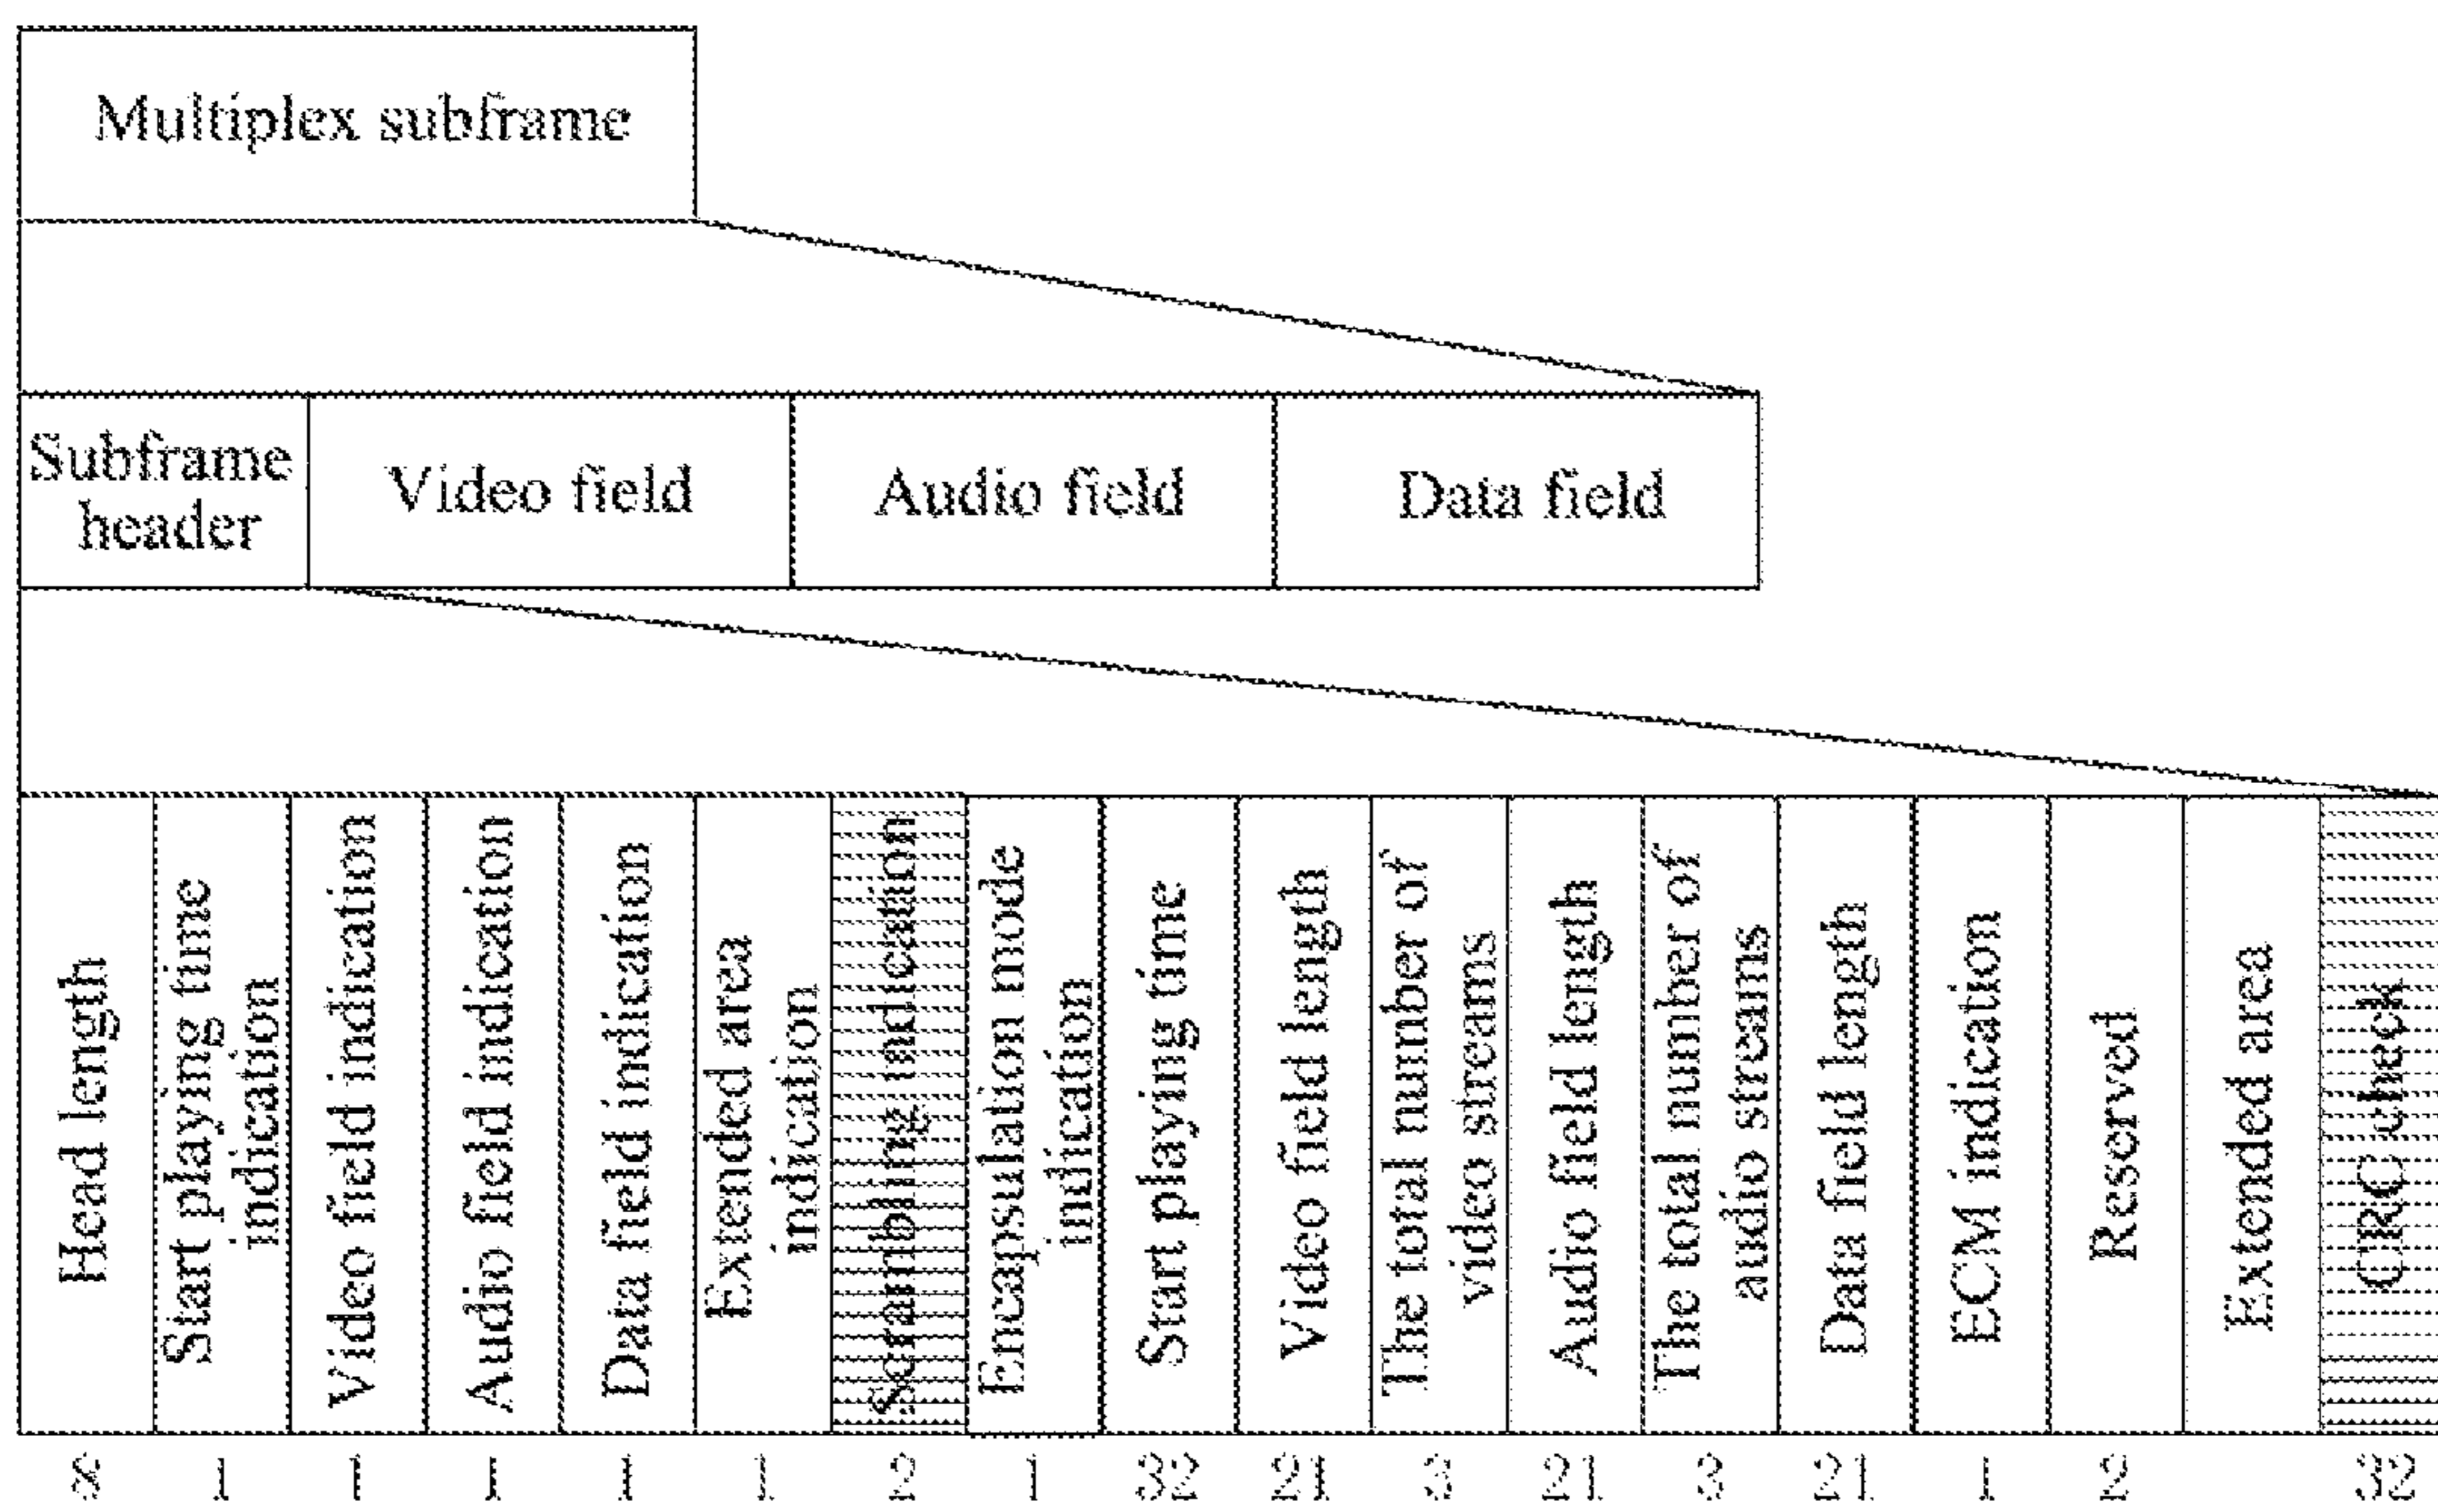 Multiplex subframe
Subframe
header
Video field
Audio field
Data field
Head length
Start playing time
indication
Video field indication
Audio field indication
Data field indication
Extended area
indication
Scrambling indication
Encapsulation mode
indication
Start playing time
Video field length
The total number of
video streams
Audio field length
The total number of
audio streams
Data field length
ECM indication
Reserved
Extended area
CRC check
8 1 1 1 1 1 2 1 32 21 3 21 3 21 1 2 32